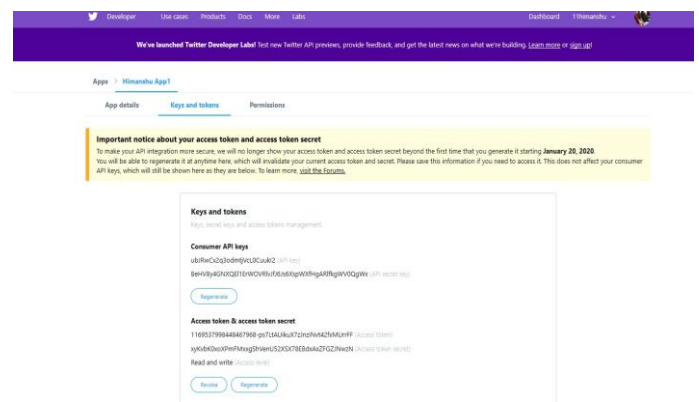 Developer Use cases Products Docs More Labs Dashboard 11himanshu
We've launched Twitter Developer Labs! Test new Twitter API previews, provide feedback, and get the latest news on what we're building. Learn more or sign up!
Apps > Himanshu App1
App details Keys and tokens Permissions
Important notice about your access token and access token secret
To make your API integration more secure, we will no longer show your access token and access token secret beyond the first time that you generate it starting January 20, 2020.
You will be able to regenerate it at anytime here, which will invalidate your current access token and secret. Please save this information if you need to access it. This does not affect your consumer
API keys, which will still be shown here as they are below. To learn more, visit the Forums.
Keys and tokens
Keys, secret keys and access tokens management.
Consumer API keys
(API key)
(API secret key)
Regenerate
Access token & access token secret
(Access token)
(Access token secret)
Read and write (Access level)
Revoke Regenerate